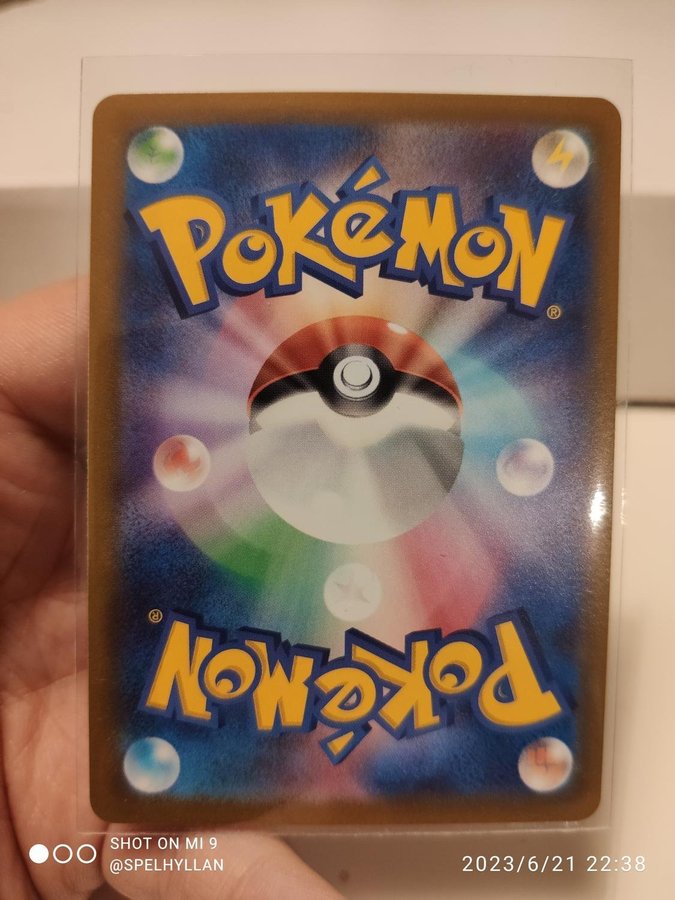 POKéMON
®
®
POKéMON
SHOT ON MI 9
@SPELHYLLAN
2023/6/21 22:38